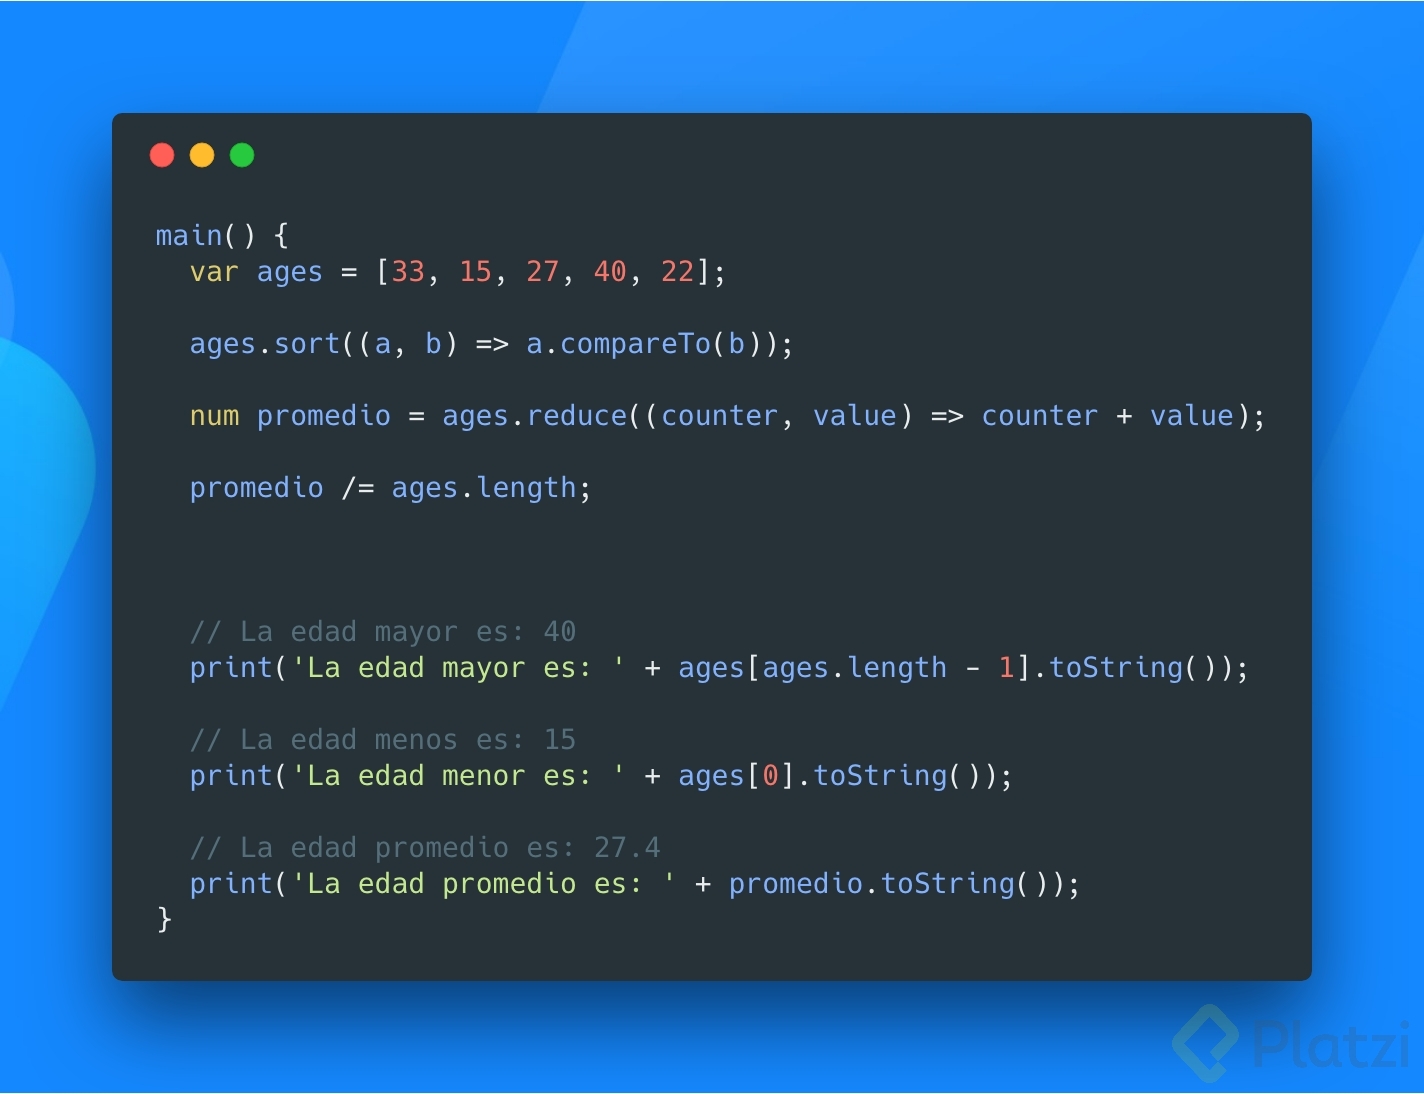 main() {
  var ages = [33, 15, 27, 40, 22];
  ages.sort((a, b) => a.compareTo(b));
  num promedio = ages.reduce((counter, value) => counter + value);
  promedio /= ages.length;
  // La edad mayor es: 40
  print('La edad mayor es: ' + ages[ages.length - 1].toString());
  // La edad menos es: 15
  print('La edad menor es: ' + ages[0].toString());
  // La edad promedio es: 27.4
  print('La edad promedio es: ' + promedio.toString());
}
Platzi